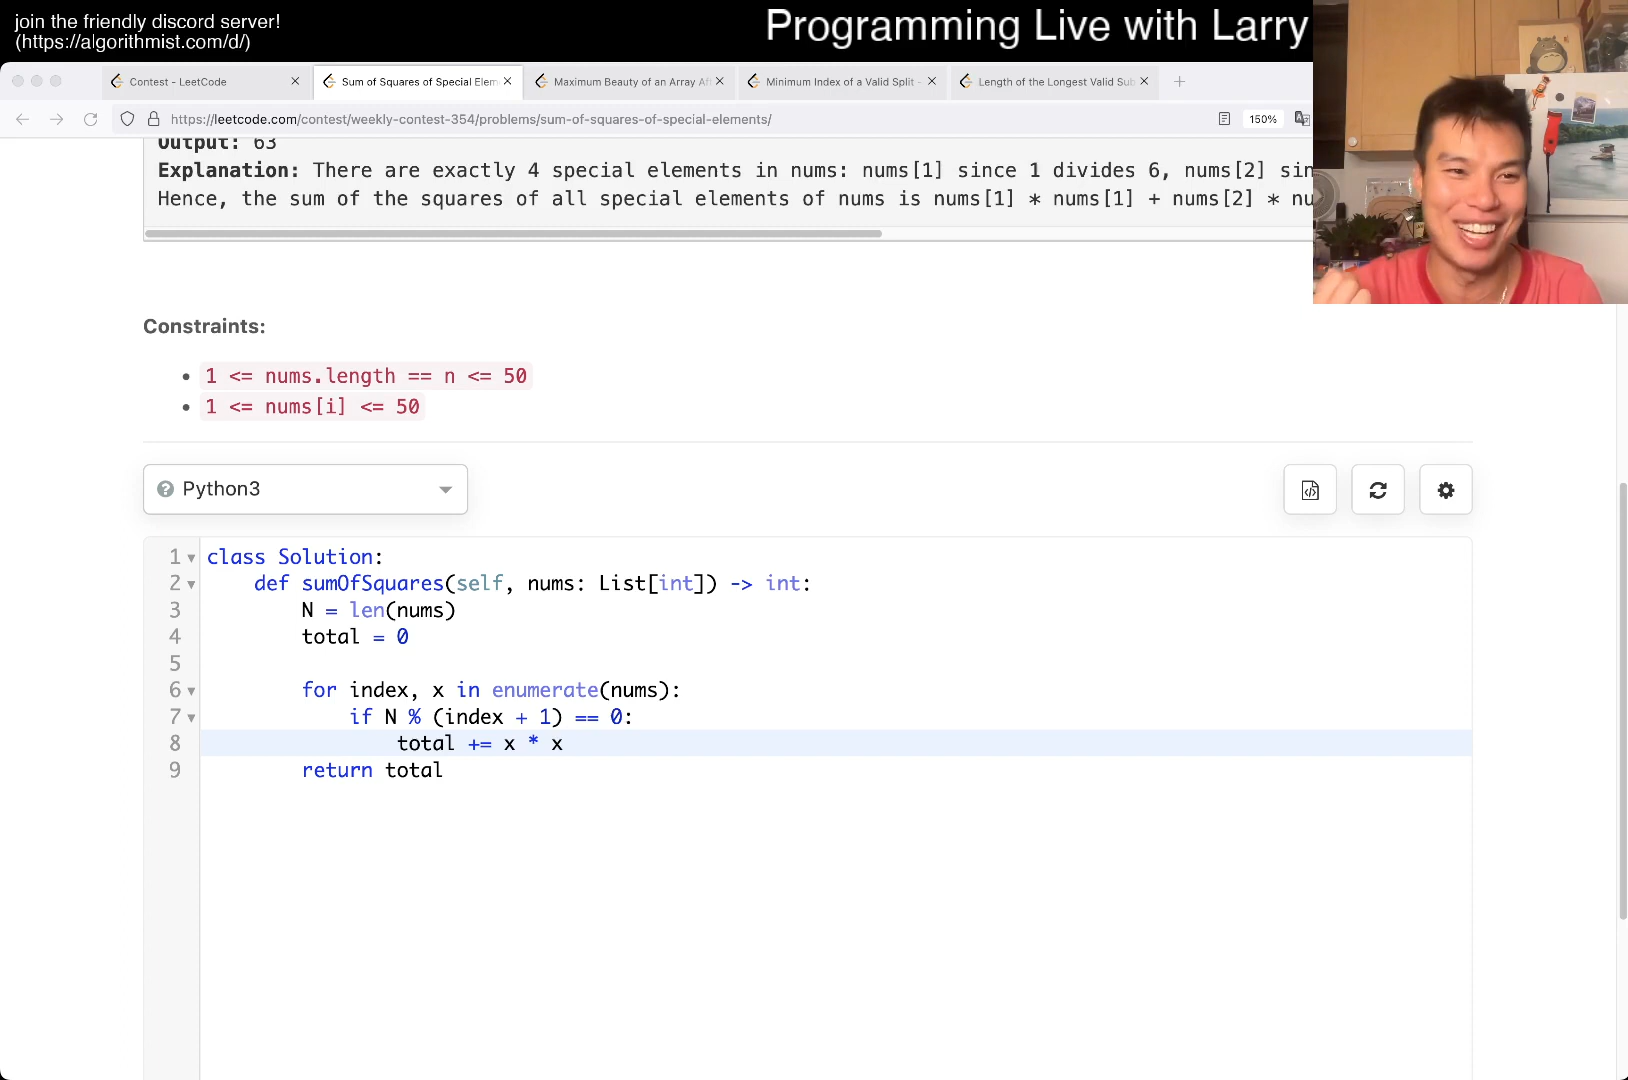 join the friendly discord server!
(https://algorithmist.com/d/)
Programming Live with Larry
Contest - LeetCode
Sum of Squares of Special Elem
Maximum Beauty of an Array Af
Minimum Index of a Valid Split -
Length of the Longest Valid Sub
https://leetcode.com/contest/weekly-contest-354/problems/sum-of-squares-of-special-elements/
150%
Output: 63
Explanation: There are exactly 4 special elements in nums: nums[1] since 1 divides 6, nums[2] sin
Hence, the sum of the squares of all special elements of nums is nums[1] * nums[1] + nums[2] * nu
Constraints:
1 <= nums.length == n <= 50
1 <= nums[i] <= 50
Python3
1 class Solution:
2     def sumOfSquares(self, nums: List[int]) -> int:
3         N = len(nums)
4         total = 0
5
6         for index, x in enumerate(nums):
7             if N % (index + 1) == 0:
8                 total += x * x
9         return total